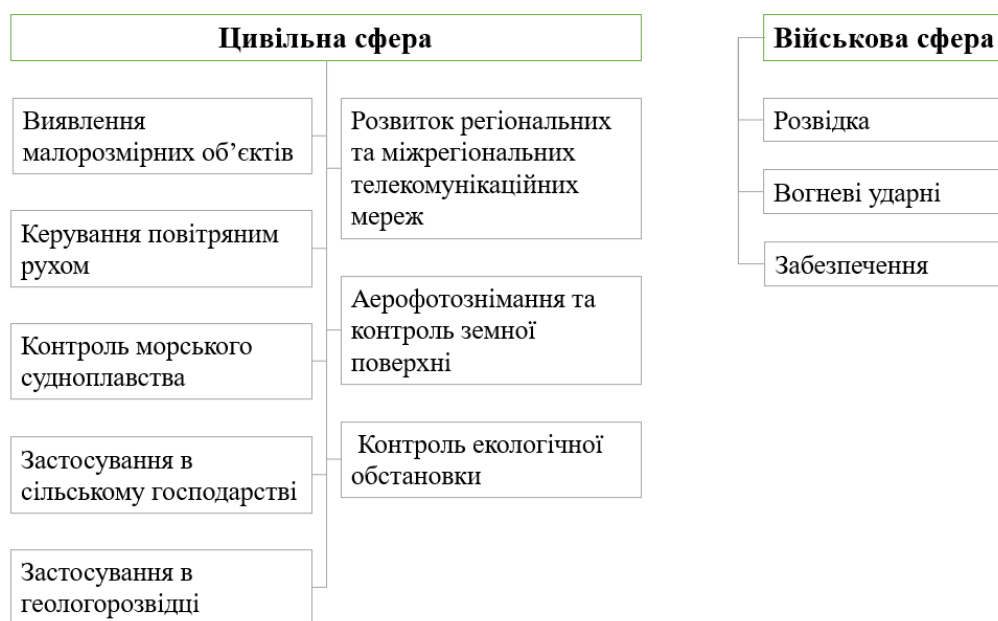 Цивільна сфера
Виявлення
малорозмірних об’єктів
Керування повітряним
рухом
Контроль морського
судноплавства
Застосування в
сільському господарстві
Застосування в
геологорозвідці
Розвиток регіональних
та міжрегіональних
телекомунікаційних
мереж
Аерофотознімання та
контроль земної
поверхні
Контроль екологічної
обстановки
Військова сфера
Розвідка
Вогневі ударні
Забезпечення